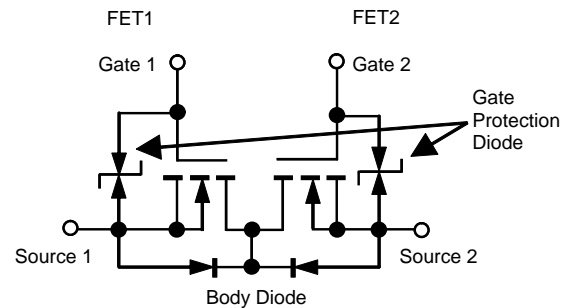 FET1
FET2
Gate 1
Gate 2
Gate
Protection
Diode
Source 1
Source 2
Body Diode